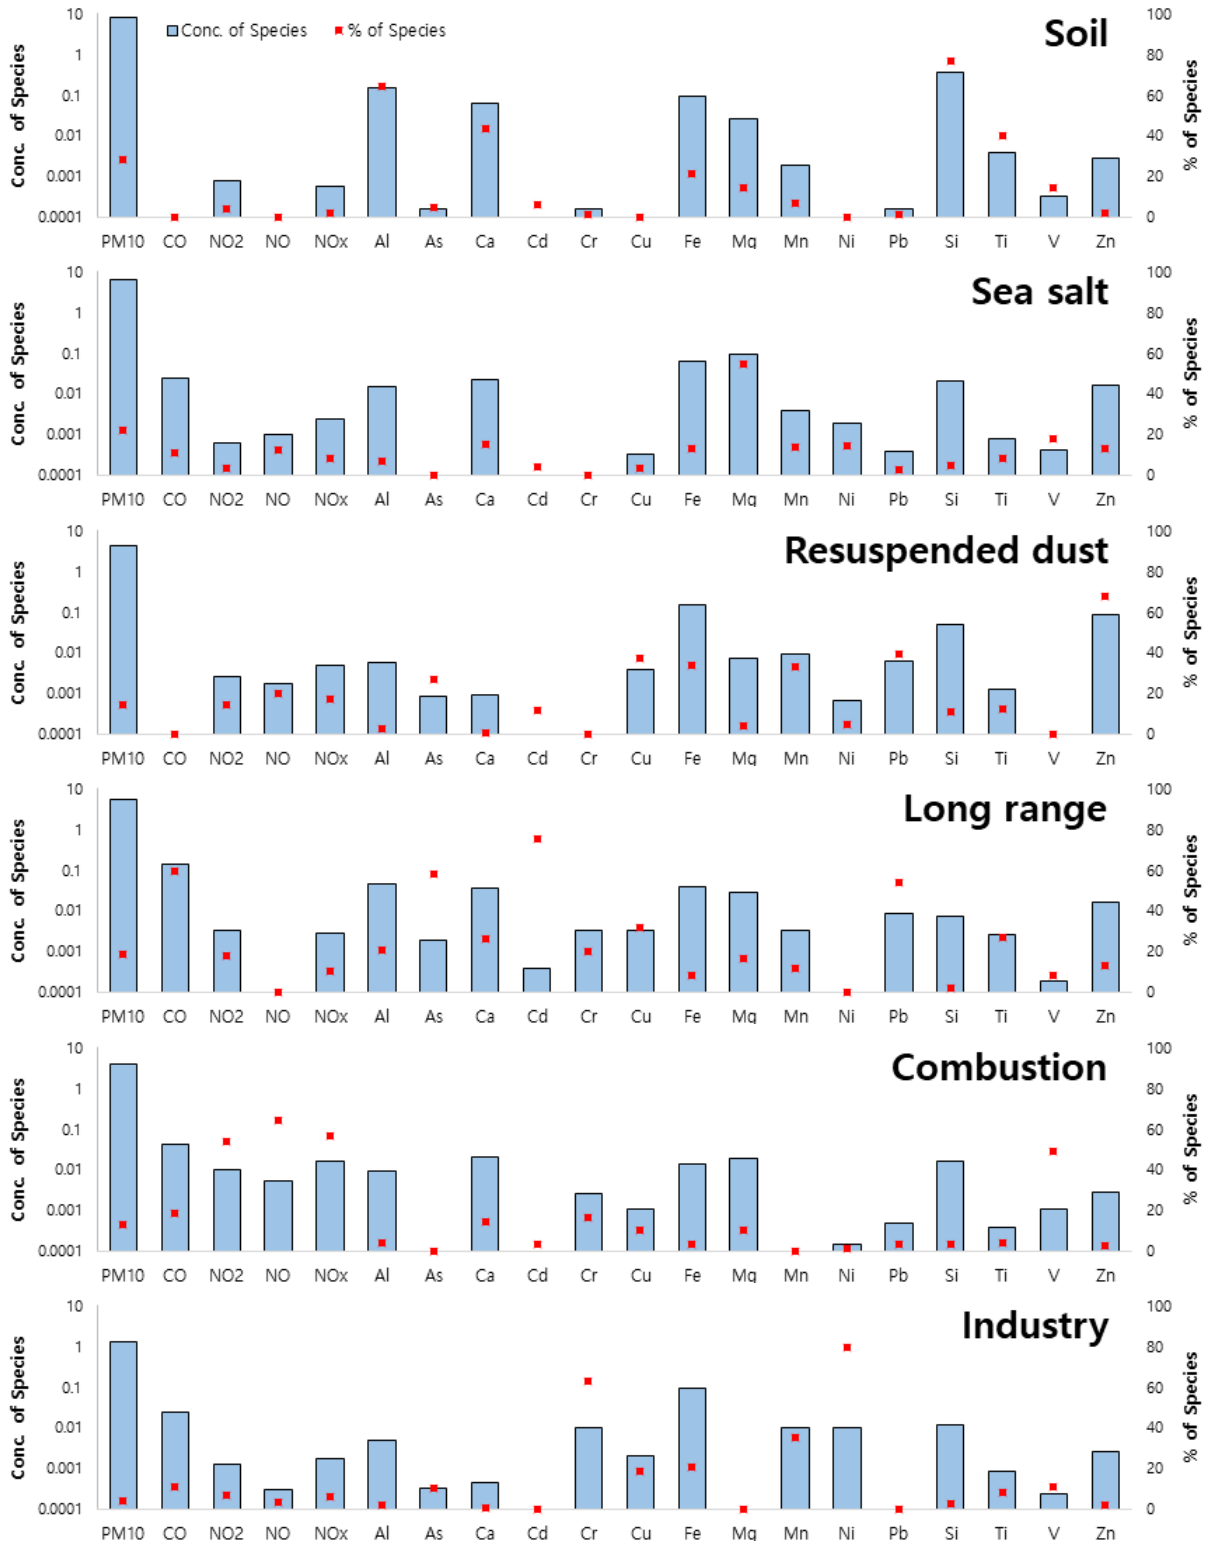 Soil
Conc. of Species % of Species
Conc. of Species
10
1
0.1
0.01
0.001
0.0001
100
80
60
40
20
0
% of Species
PM10 CO NO2 NO NOx Al As Ca Cd Cr Cu Fe Mg Mn Ni Pb Si Ti V Zn
Sea salt
Conc. of Species
10
1
0.1
0.01
0.001
0.0001
100
80
60
40
20
0
% of Species
PM10 CO NO2 NO NOx Al As Ca Cd Cr Cu Fe Mg Mn Ni Pb Si Ti V Zn
Resuspended dust
Conc. of Species
10
1
0.1
0.01
0.001
0.0001
100
80
60
40
20
0
% of Species
PM10 CO NO2 NO NOx Al As Ca Cd Cr Cu Fe Mg Mn Ni Pb Si Ti V Zn
Long range
Conc. of Species
10
1
0.1
0.01
0.001
0.0001
100
80
60
40
20
0
% of Species
PM10 CO NO2 NO NOx Al As Ca Cd Cr Cu Fe Mg Mn Ni Pb Si Ti V Zn
Combustion
Conc. of Species
10
1
0.1
0.01
0.001
0.0001
100
80
60
40
20
0
% of Species
PM10 CO NO2 NO NOx Al As Ca Cd Cr Cu Fe Mg Mn Ni Pb Si Ti V Zn
Industry
Conc. of Species
10
1
0.1
0.01
0.001
0.0001
100
80
60
40
20
0
% of Species
PM10 CO NO2 NO NOx Al As Ca Cd Cr Cu Fe Mg Mn Ni Pb Si Ti V Zn